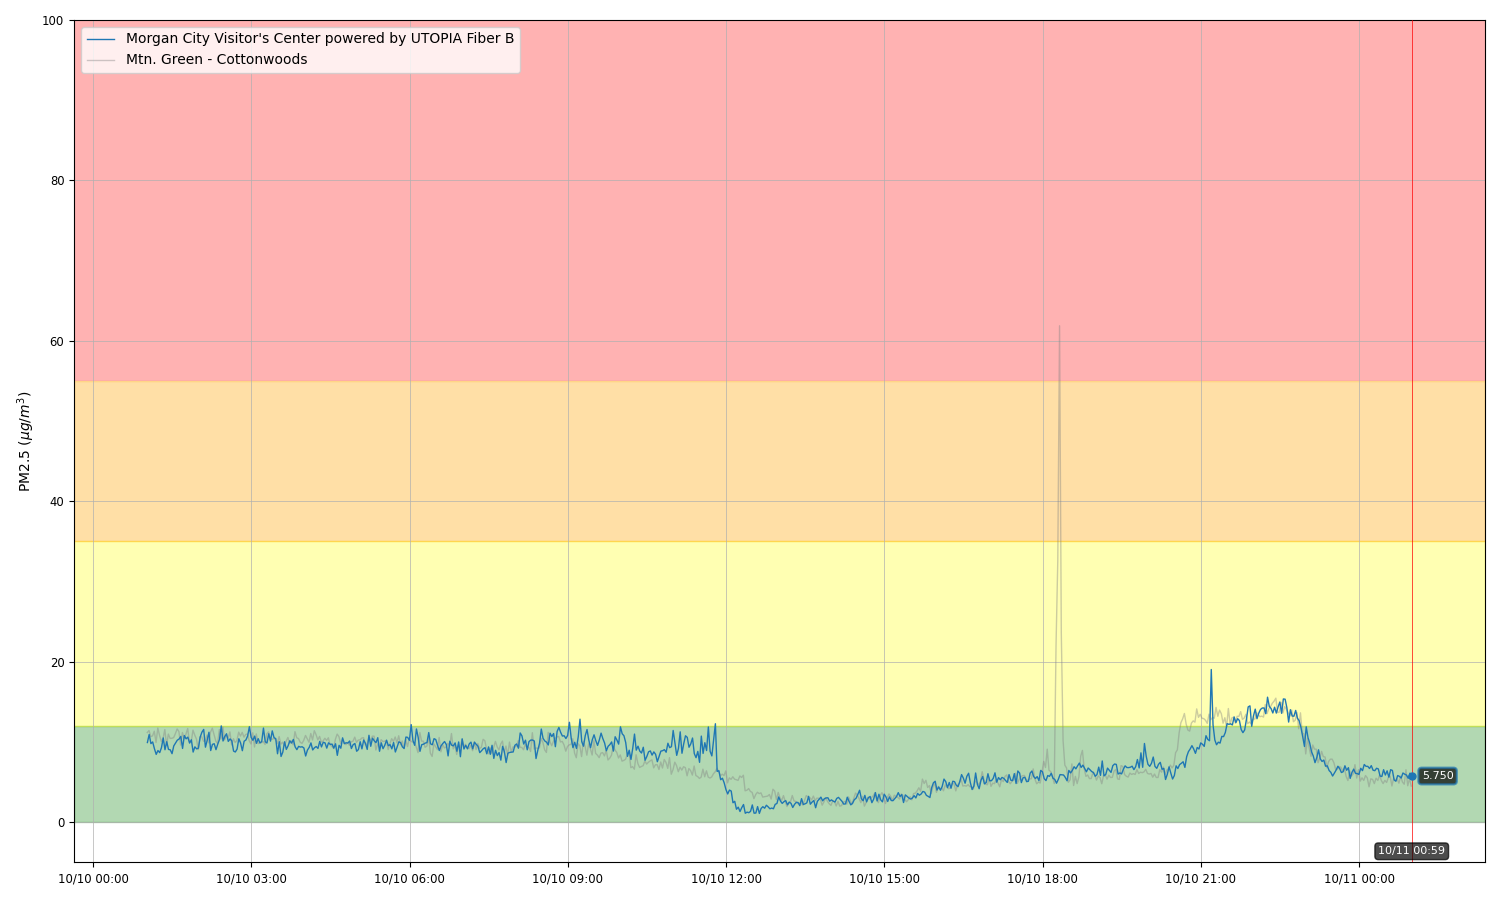 100
80
60
40
20
0
PM2.5 (μg/m³)
Morgan City Visitor's Center powered by UTOPIA Fiber B
Mtn. Green - Cottonwoods
5.750
10/11 00:59
10/10 00:00 10/10 03:00 10/10 06:00 10/10 09:00 10/10 12:00 10/10 15:00 10/10 18:00 10/10 21:00 10/11 00:00